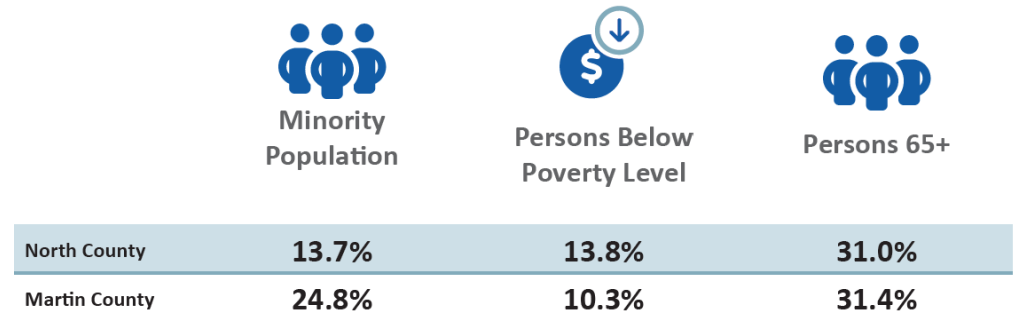 Minority
Population
Persons Below
Poverty Level
Persons 65+
North County 13.7% 13.8% 31.0%
Martin County 24.8% 10.3% 31.4%